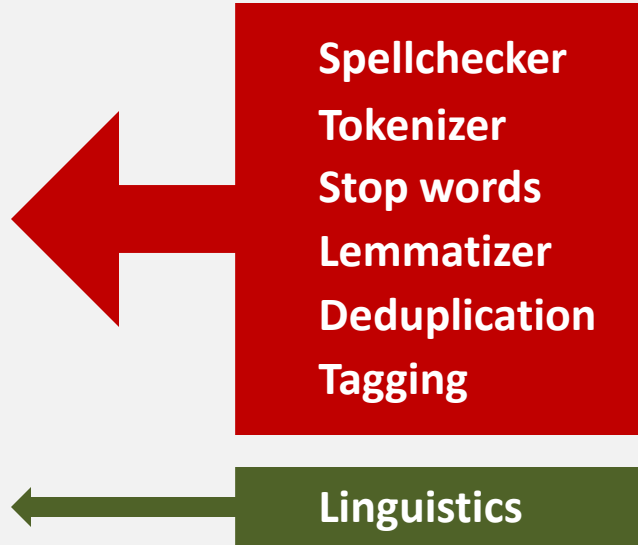 Spellchecker
Tokenizer
Stop words
Lemmatizer
Deduplication
Tagging
Linguistics